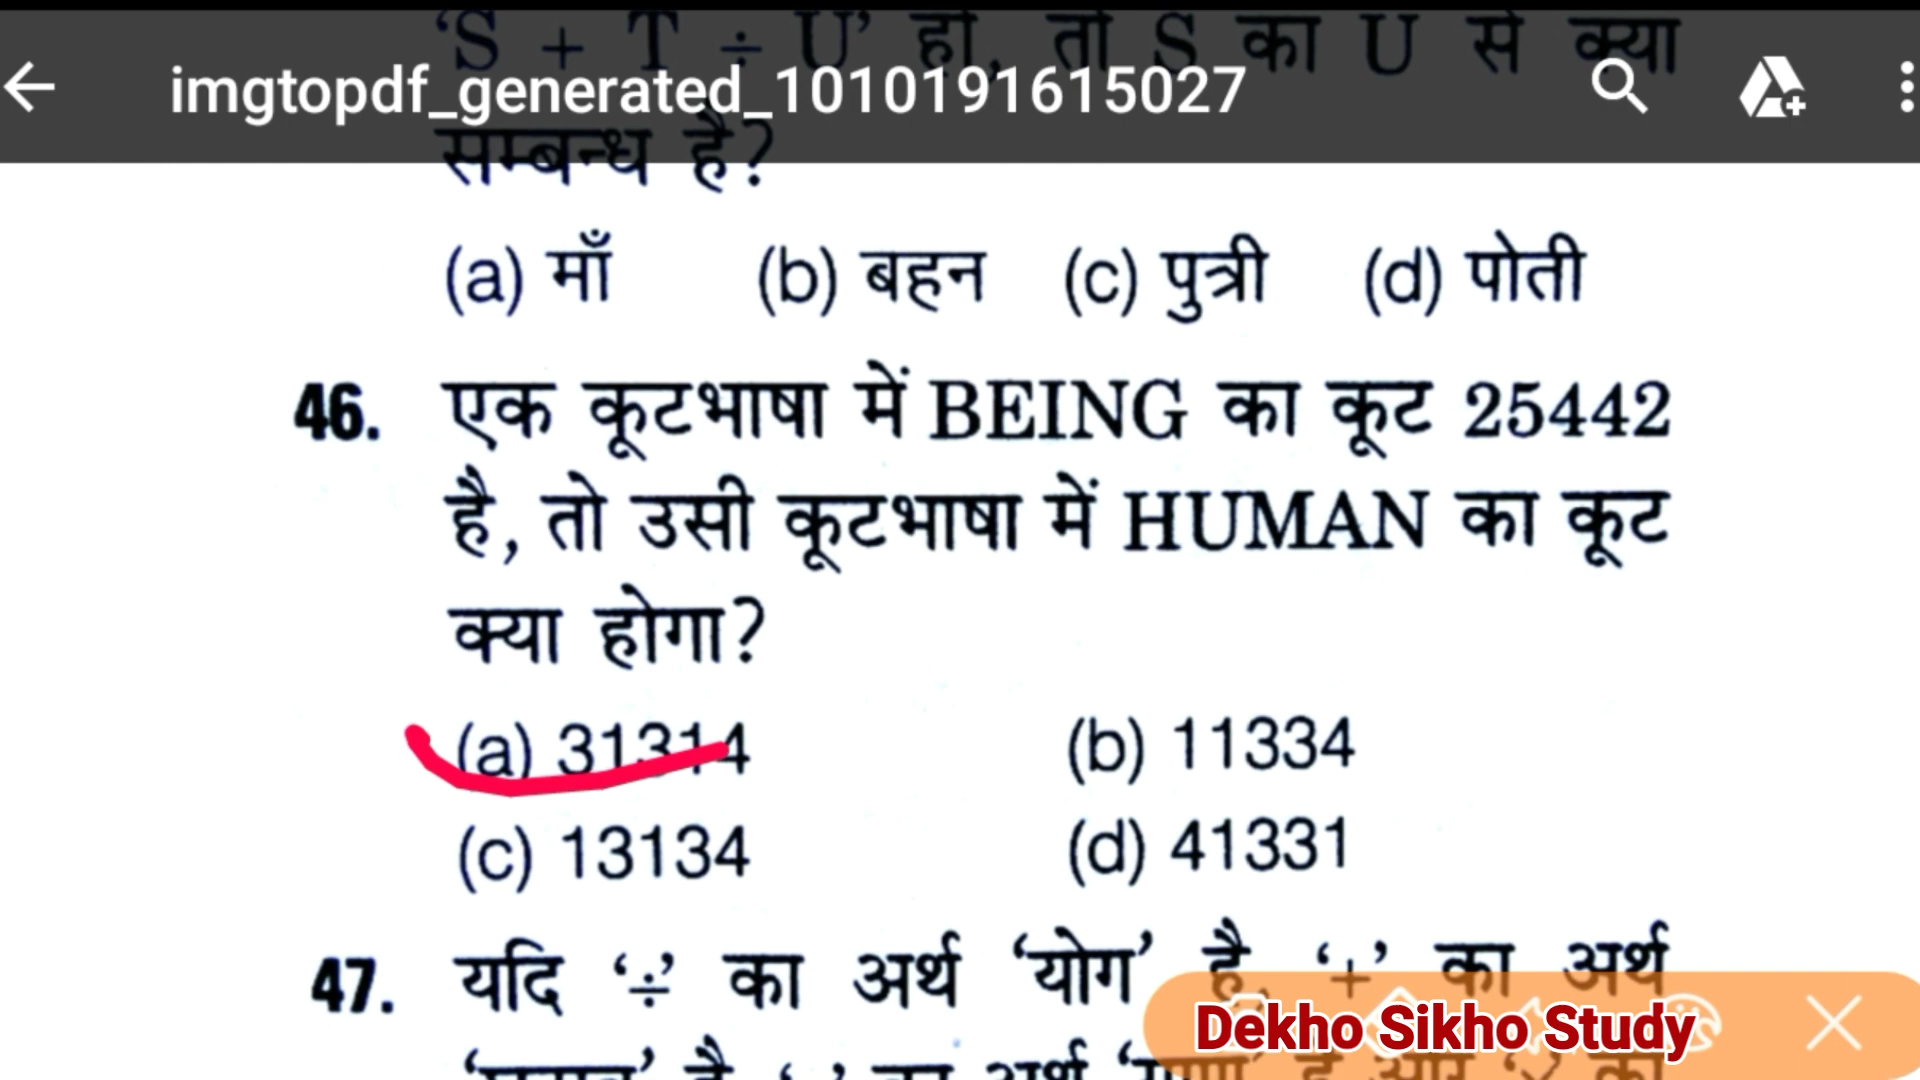 'S + T ÷ U' हो, तो S का U से क्या
imgtopdf_generated_1010191615027
सम्बन्ध है?
(a) माँ (b) बहन (c) पुत्री (d) पोती
46. एक कूटभाषा में BEING का कूट 25442
है, तो उसी कूटभाषा में HUMAN का कूट
क्या होगा?
(a) 31314 (b) 11334
(c) 13134 (d) 41331
47. यदि '÷' का अर्थ 'योग' है, '+' का अर्थ
Dekho Sikho Study